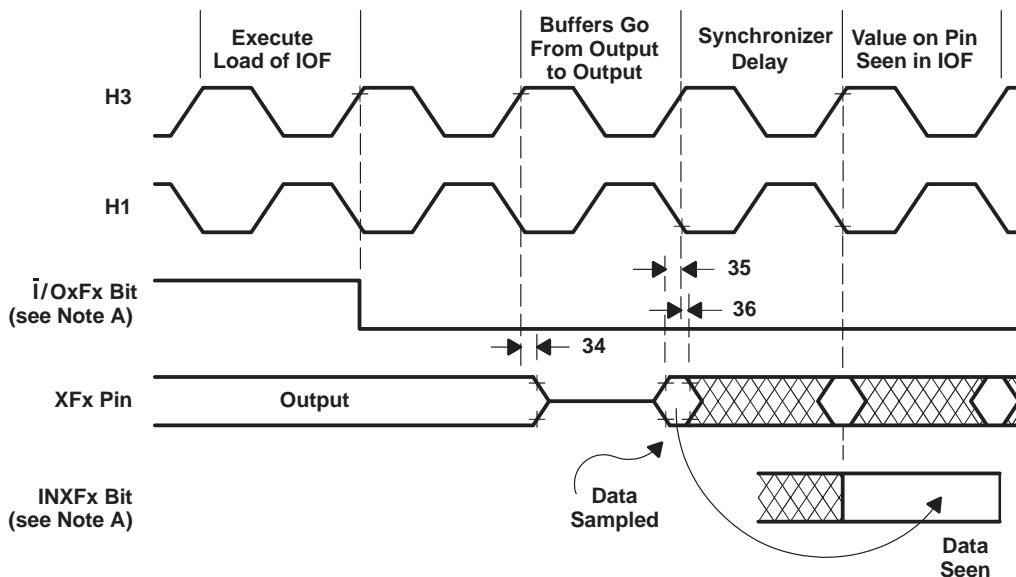 Execute
Load of IOF
Buffers Go
From Output
to Output
Synchronizer
Delay
Value on Pin
Seen in IOF
H3
H1
35
Ī/OxFx Bit
(see Note A)
36
34
XFx Pin
Output
INXFx Bit
(see Note A)
Data
Sampled
Data
Seen